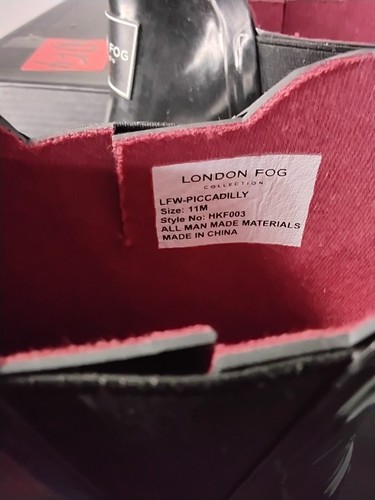 FOG
LONDON FOG
COLLECTION
LFW-PICCADILLY
Size: 11M
Style No: HKF003
ALL MAN MADE MATERIALS
MADE IN CHINA